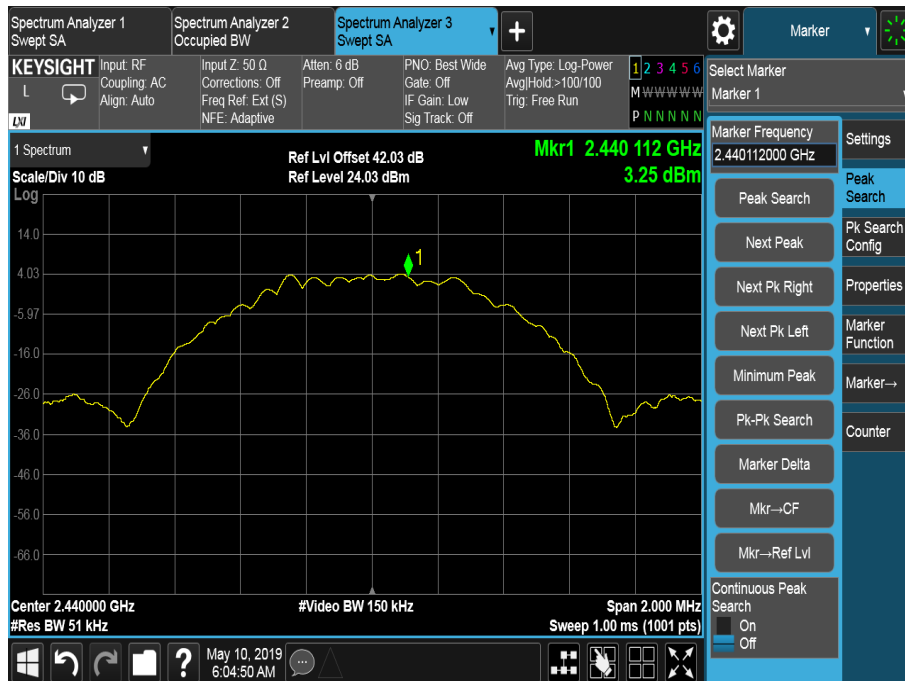 Spectrum Analyzer 1
Swept SA
Spectrum Analyzer 2
Occupied BW
Spectrum Analyzer 3
Swept SA
+
Marker
KEYSIGHT
L
LXI
Input: RF
Coupling: AC
Align: Auto
Input Z: 50 Ω
Corrections: Off
Freq Ref: Ext (S)
NFE: Adaptive
Atten: 6 dB
Preamp: Off
PNO: Best Wide
Gate: Off
IF Gain: Low
Sig Track: Off
Avg Type: Log-Power
Avg|Hold:>100/100
Trig: Free Run
1 2 3 4 5 6
M W W W W W
P N N N N N
Select Marker
Marker 1
1 Spectrum
Scale/Div 10 dB
Log
Ref Lvl Offset 42.03 dB
Ref Level 24.03 dBm
Mkr1 2.440 112 GHz
3.25 dBm
1
14.0
4.03
-5.97
-16.0
-26.0
-36.0
-46.0
-56.0
-66.0
Center 2.440000 GHz
#Res BW 51 kHz
#Video BW 150 kHz
Span 2.000 MHz
Sweep 1.00 ms (1001 pts)
Marker Frequency
2.440112000 GHz
Peak Search
Next Peak
Next Pk Right
Next Pk Left
Minimum Peak
Pk-Pk Search
Marker Delta
Mkr→CF
Mkr→Ref Lvl
Continuous Peak
Search
On
Off
Settings
Peak
Search
Pk Search
Config
Properties
Marker
Function
Marker→
Counter
?
May 10, 2019
6:04:50 AM